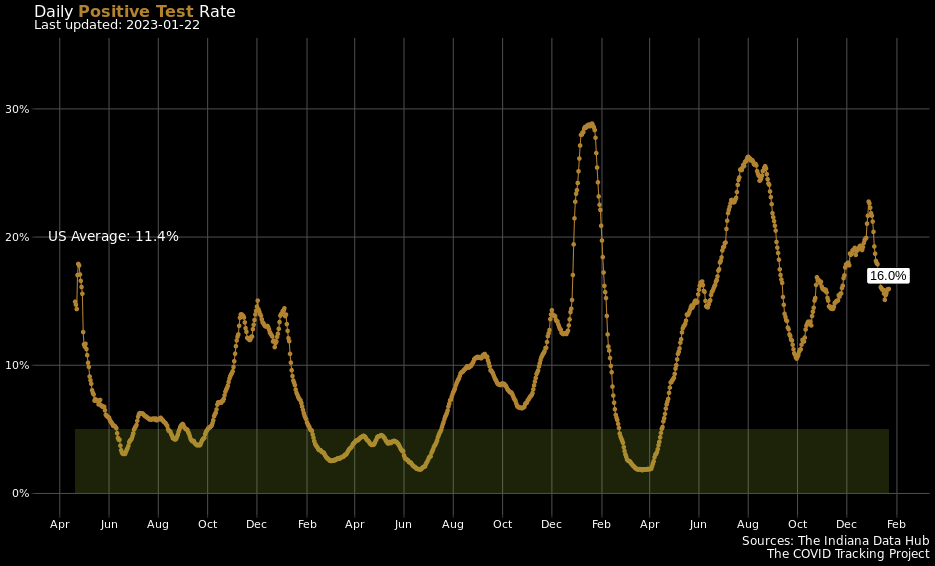 Daily Positive Test Rate
Last updated: 2023-01-22
30%
US Average: 11.4%
20%
16.0%
10%
0%
Apr Jun Aug Oct Dec Feb Apr Jun Aug Oct Dec Feb Apr Jun Aug Oct Dec Feb
Sources: The Indiana Data Hub
The COVID Tracking Project